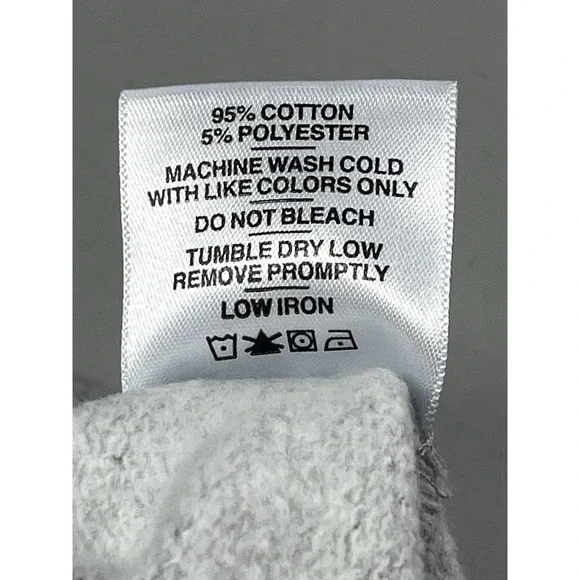 95% COTTON
5% POLYESTER
MACHINE WASH COLD
WITH LIKE COLORS ONLY
DO NOT BLEACH
TUMBLE DRY LOW
REMOVE PROMPTLY
LOW IRON